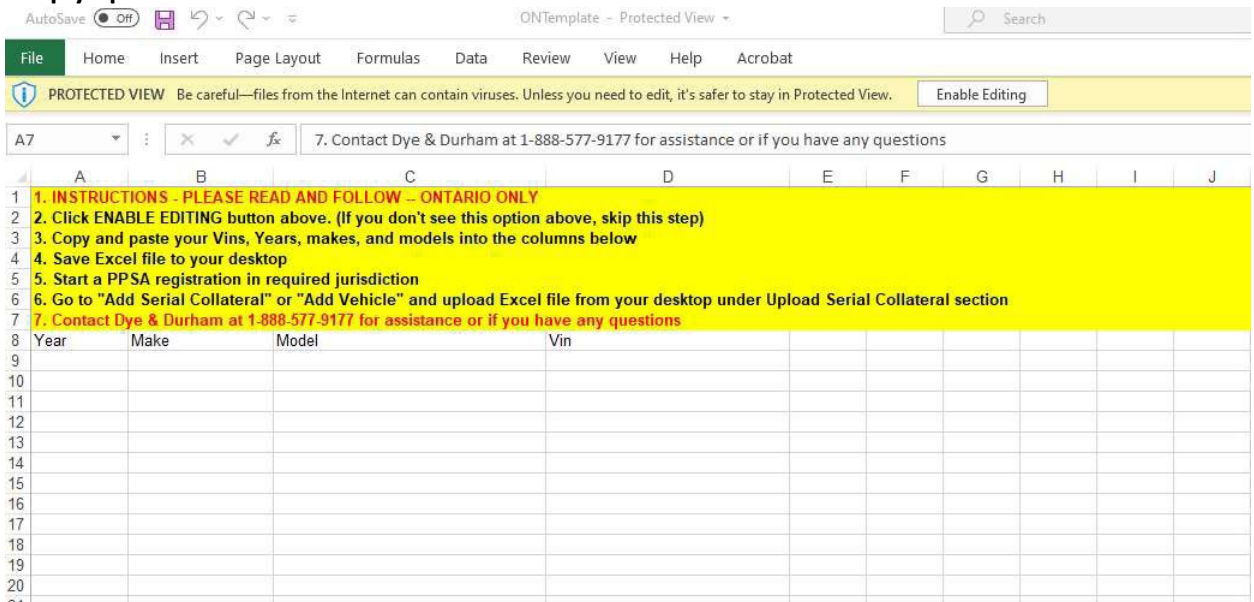 AutoSave Off ONTemplate - Protected View Search
File Home Insert Page Layout Formulas Data Review View Help Acrobat
PROTECTED VIEW Be careful—files from the Internet can contain viruses. Unless you need to edit, it's safer to stay in Protected View. Enable Editing
A7 fx 7. Contact Dye & Durham at 1-888-577-9177 for assistance or if you have any questions
A B C D E F G H I J
1 1. INSTRUCTIONS - PLEASE READ AND FOLLOW -- ONTARIO ONLY
2 2. Click ENABLE EDITING button above. (If you don't see this option above, skip this step)
3 3. Copy and paste your Vins, Years, makes, and models into the columns below
4 4. Save Excel file to your desktop
5 5. Start a PPSA registration in required jurisdiction
6 6. Go to "Add Serial Collateral" or "Add Vehicle" and upload Excel file from your desktop under Upload Serial Collateral section
7 7. Contact Dye & Durham at 1-888-577-9177 for assistance or if you have any questions
8 Year Make Model Vin
9
10
11
12
13
14
15
16
17
18
19
20